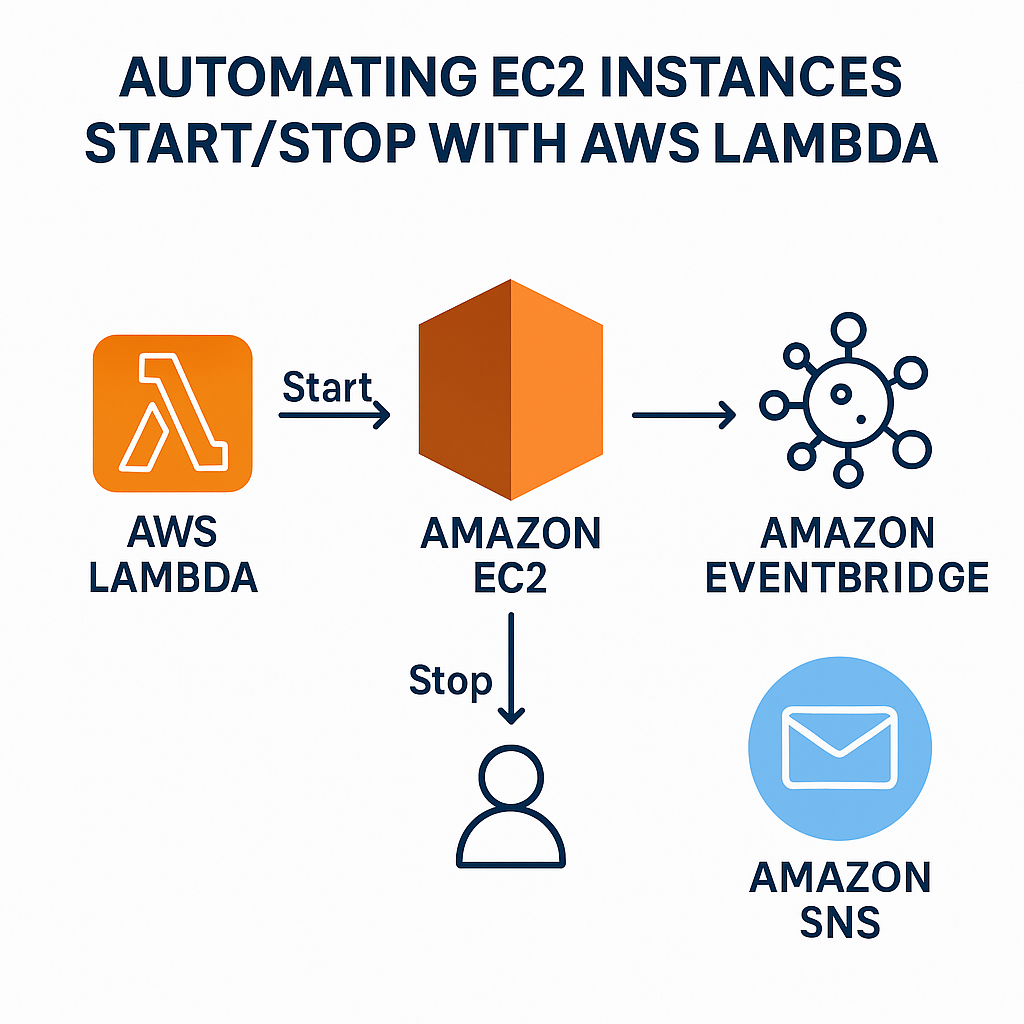 AUTOMATING EC2 INSTANCES
START/STOP WITH AWS LAMBDA
Start
AWS
LAMBDA
AMAZON
EC2
AMAZON
EVENTBRIDGE
Stop
AMAZON
SNS